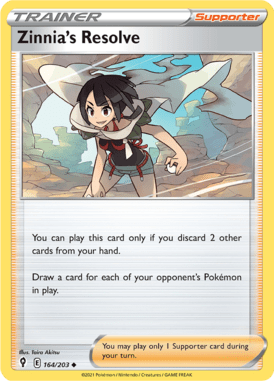 TRAINER Supporter
Zinnia's Resolve
You can play this card only if you discard 2 other
cards from your hand.
Draw a card for each of your opponent's Pokémon
in play.
Illus. Taira Akitsu
E 164/203
You may play only 1 Supporter card during
your turn.
©2021 Pokémon / Nintendo / Creatures / GAME FREAK